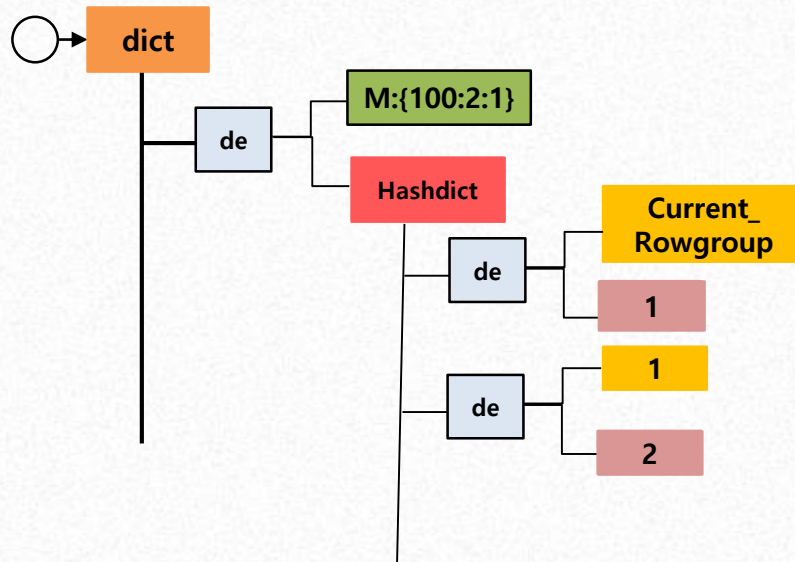 dict
M:{100:2:1}
de
Hashdict
Current_
Rowgroup
de
1
1
de
2